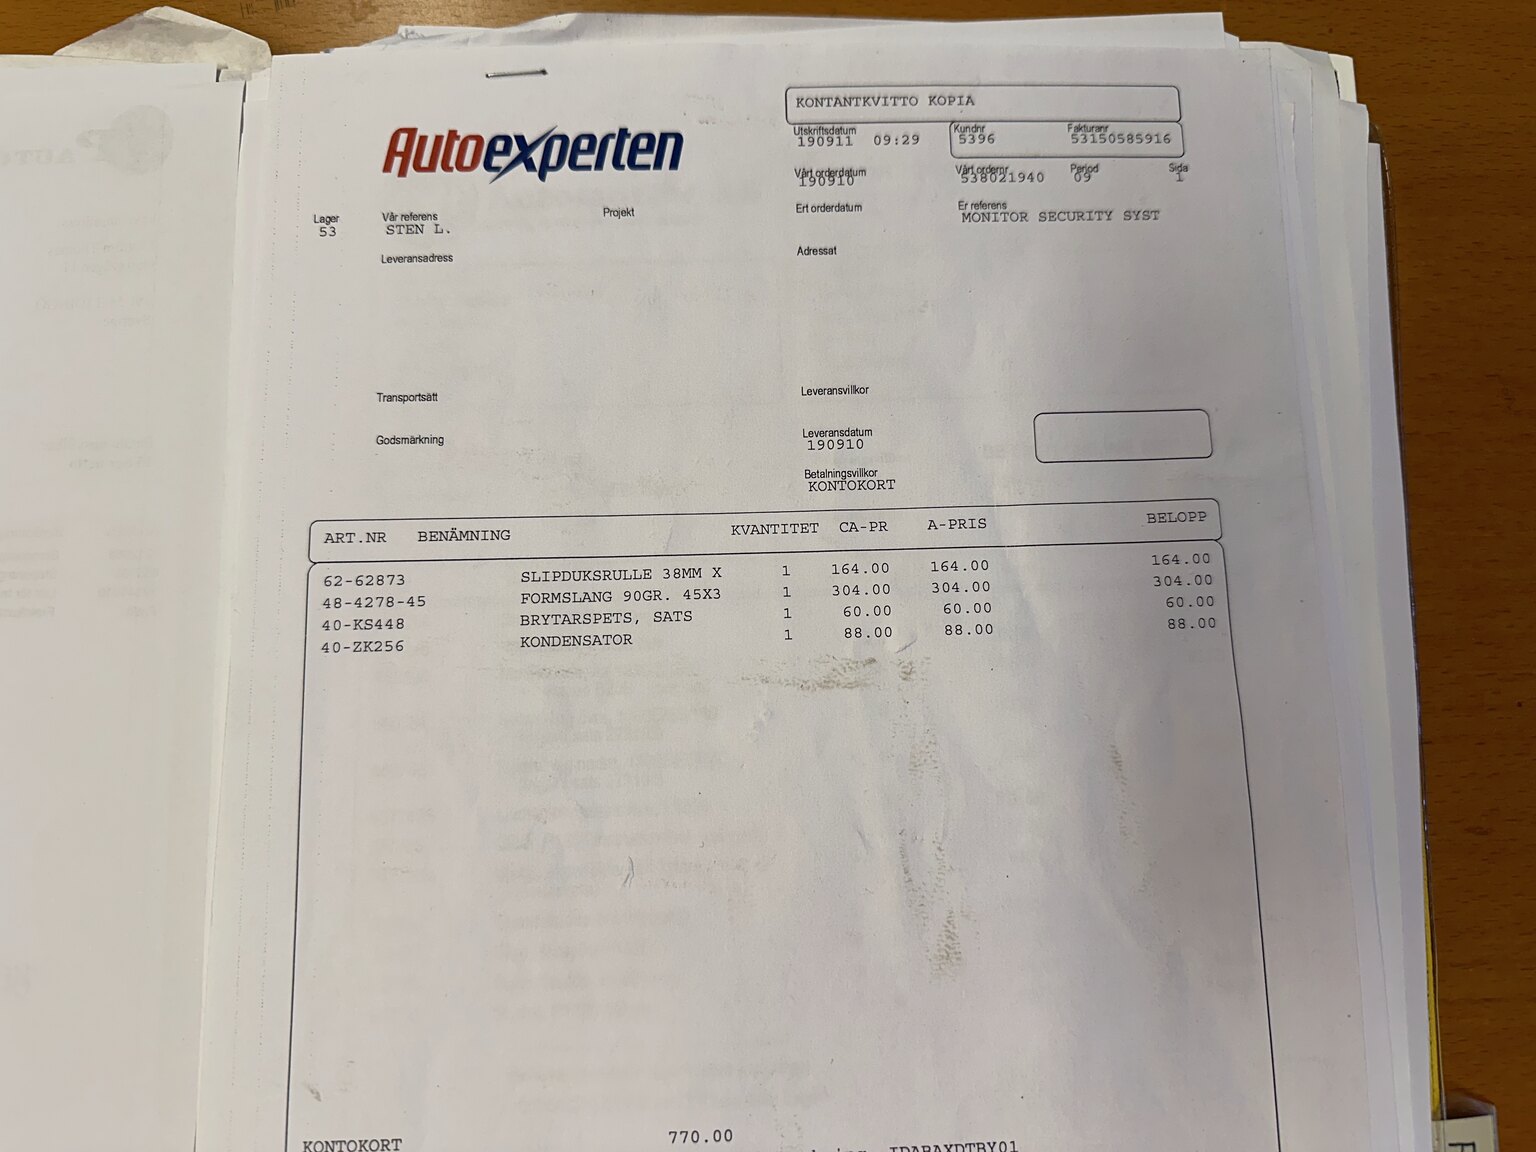 KONTANTKVITTO KOPIA
Autoexperten
Utskriftsdatum Kundnr Fakturanr
190911 09:29 5396 53150585916
Vårt orderdatum Vårt ordernr Period Sida
190910 538021940 09 1
Lager Vår referens Projekt Ert orderdatum Er referens
53 STEN L. MONITOR SECURITY SYST
Leveransadress Adressat
Transportsätt Leveransvillkor
Godsmärkning Leveransdatum
190910
Betalningsvillkor
KONTOKORT
ART.NR BENÄMNING KVANTITET CA-PR A-PRIS BELOPP
62-62873 SLIPDUKSRULLE 38MM X 1 164.00 164.00 164.00
48-4278-45 FORMSLANG 90GR. 45X3 1 304.00 304.00 304.00
40-KS448 BRYTARSPETS, SATS 1 60.00 60.00 60.00
40-ZK256 KONDENSATOR 1 88.00 88.00 88.00
KONTOKORT 770.00